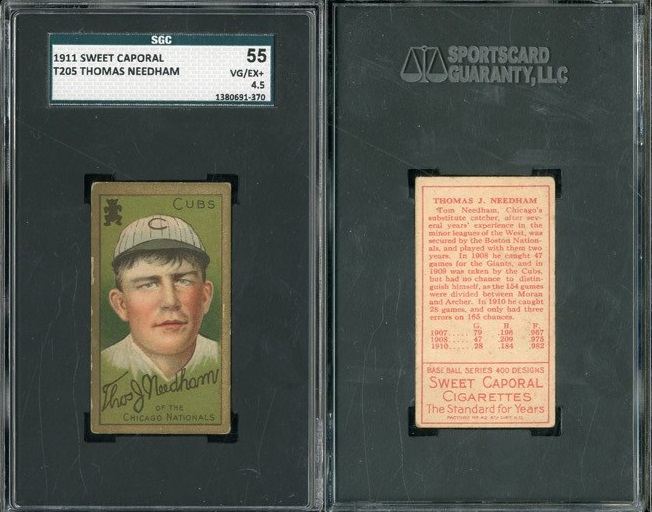 SGC
1911 SWEET CAPORAL 55
T205 THOMAS NEEDHAM VG/EX+
4.5
1380691-370
CUBS
C
Thos J Needham
OF THE
CHICAGO NATIONALS
SPORTSCARD
GUARANTY, LLC
THOMAS J. NEEDHAM
Tom Needham, Chicago's
substitute catcher, after sev-
eral years' experience in the
minor leagues of the West, was
secured by the Boston Nation-
als, and played with them two
years. In 1908 he caught 47
games for the Giants, and in
1909 was taken by the Cubs,
but had no chance to distin-
guish himself, as the 154 games
were divided between Moran
and Archer. In 1910 he caught
28 games, and only had three
errors on 165 chances.
G. B. F.
1907..... 79 .196 .967
1908..... 47 .209 .975
1910..... 28 .184 .982
BASE BALL SERIES 400 DESIGNS
SWEET CAPORAL
CIGARETTES
The Standard for Years